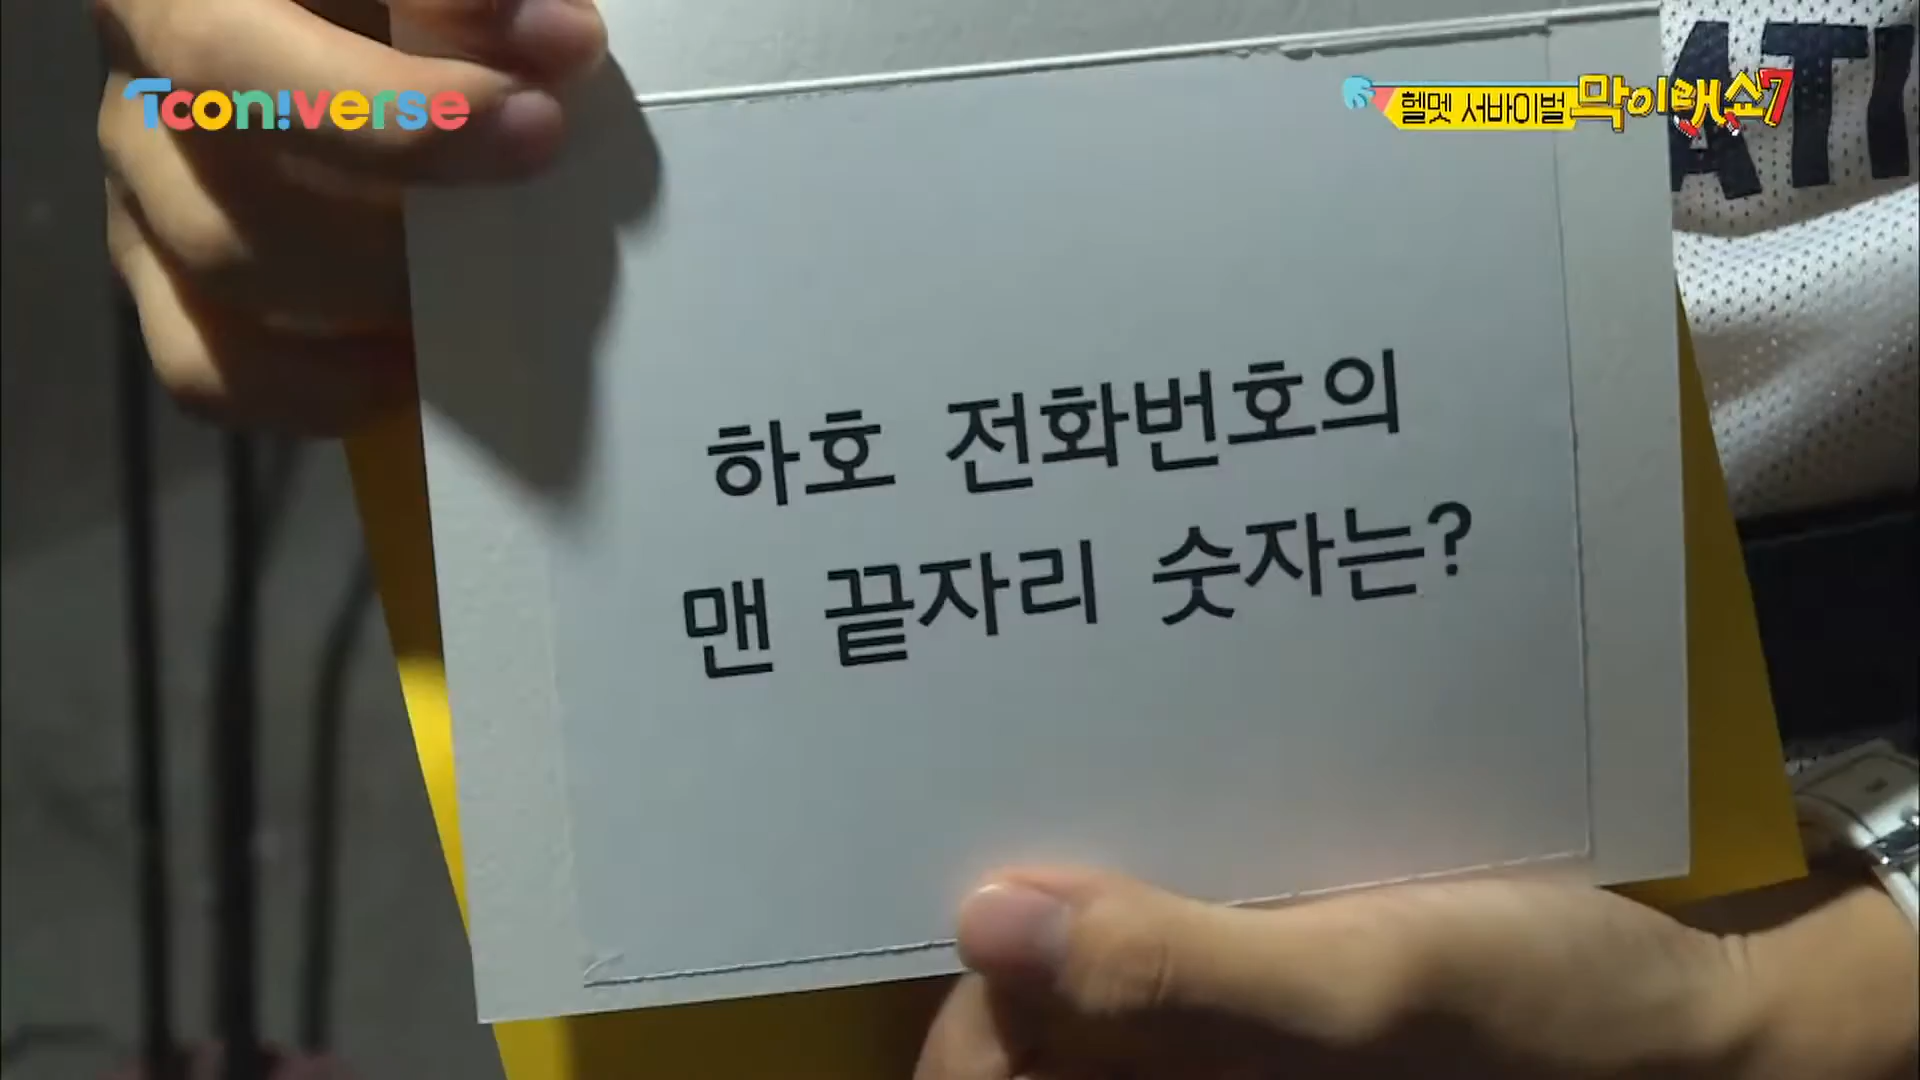 Tconiverse
헬멧 서바이벌 막이래쇼7
ATI
하호 전화번호의
맨 끝자리 숫자는?